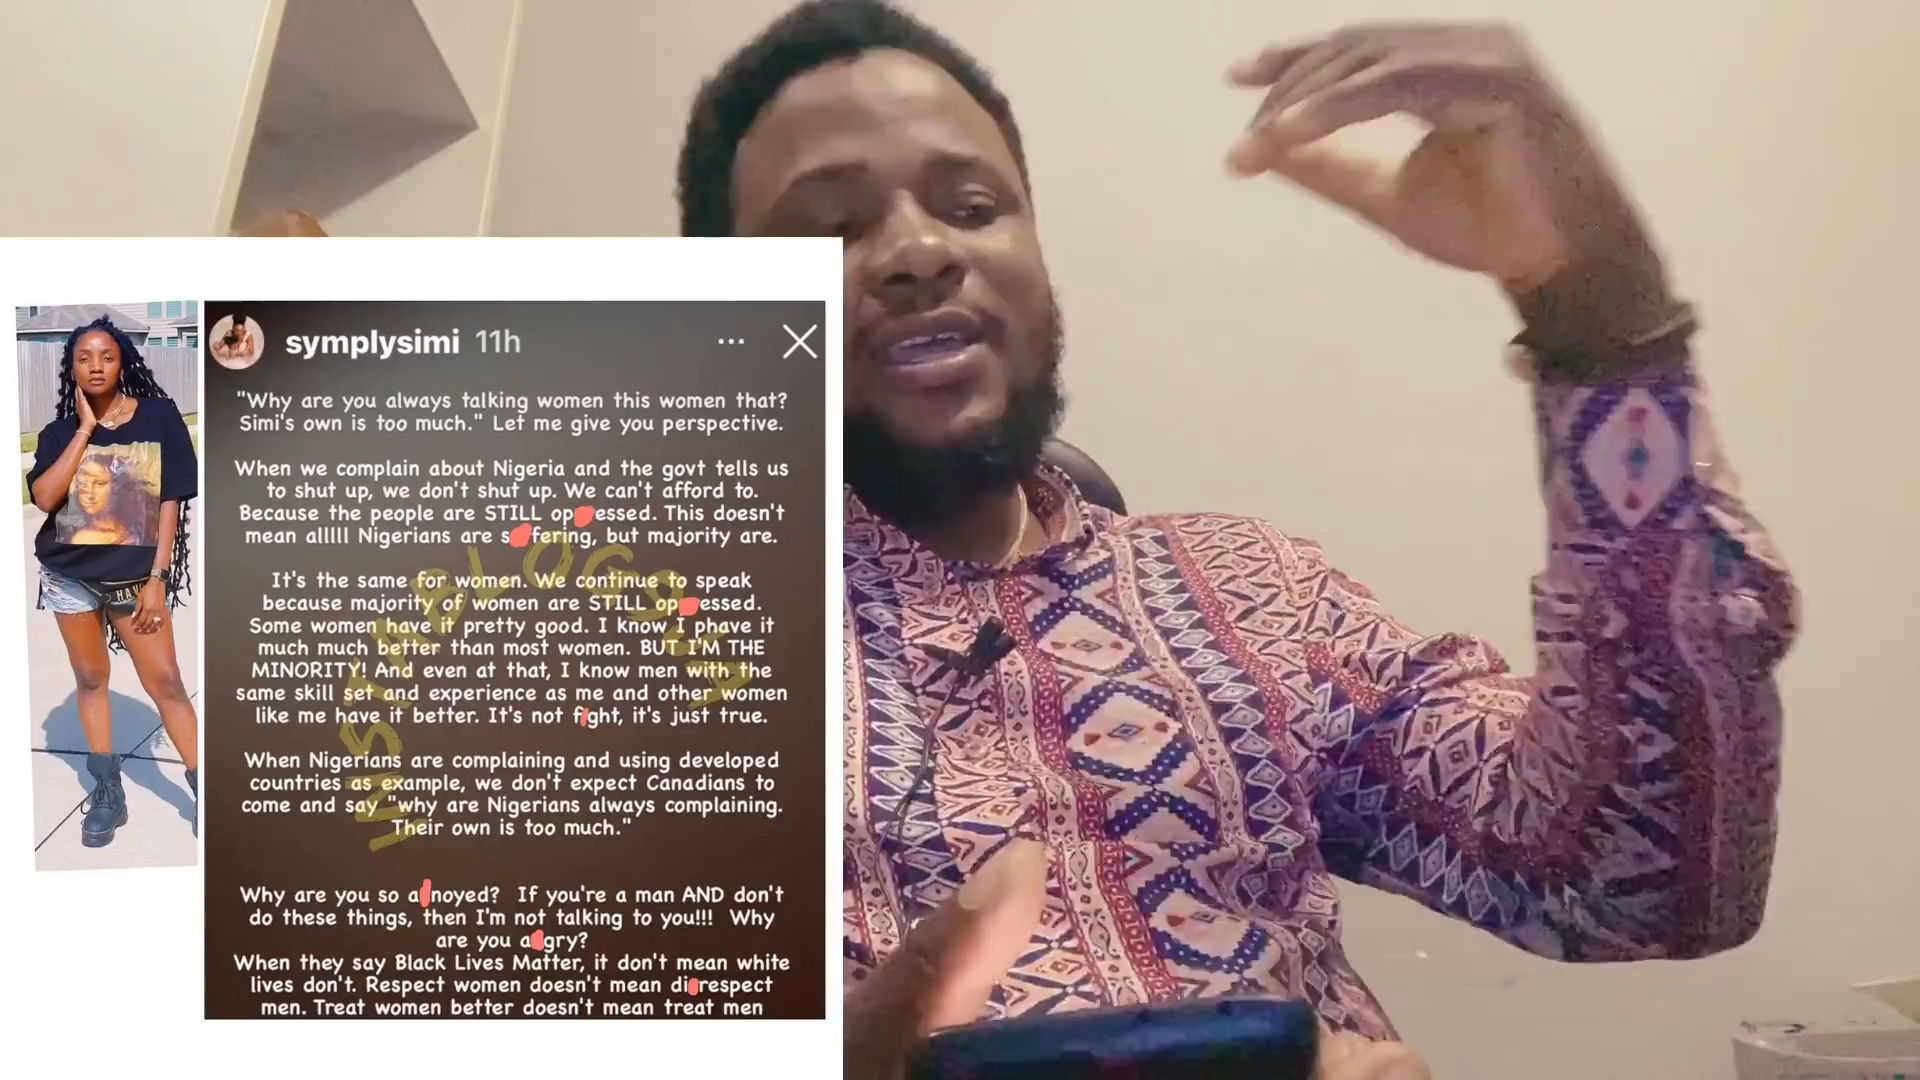 symplysimi 11h
"Why are you always talking women this women that?
Simi's own is too much." Let me give you perspective.
When we complain about Nigeria and the govt tells us
to shut up, we don't shut up. We can't afford to.
Because the people are STILL op essed. This doesn't
mean alllll Nigerians are s fering, but majority are.
It's the same for women. We continue to speak
because majority of women are STILL op essed.
Some women have it pretty good. I know I phave it
much much better than most women. BUT I'M THE
MINORITY! And even at that, I know men with the
same skill set and experience as me and other women
like me have it better. It's not f ght, it's just true.
When Nigerians are complaining and using developed
countries as example, we don't expect Canadians to
come and say "why are Nigerians always complaining.
Their own is too much."
Why are you so a noyed? If you're a man AND don't
do these things, then I'm not talking to you!!! Why
are you a gry?
When they say Black Lives Matter, it don't mean white
lives don't. Respect women doesn't mean di respect
men. Treat women better doesn't mean treat men
INSTABLOG9JA
HAV